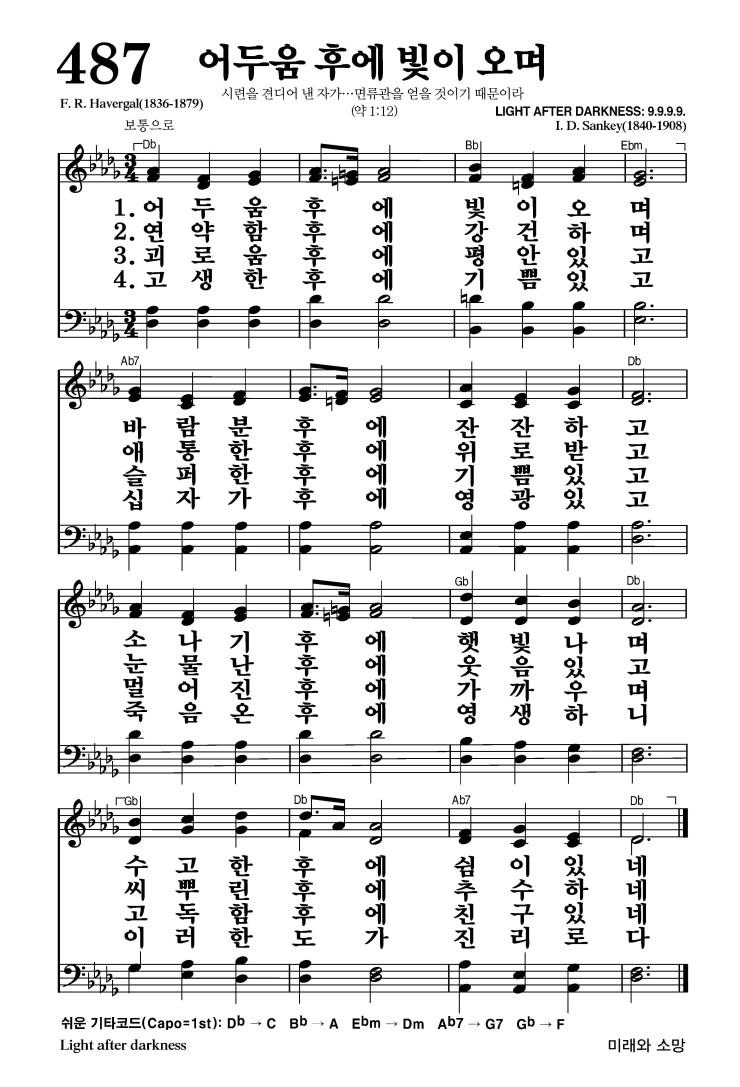 487 어두움 후에 빛이 오며
시련을 견디어 낸 자가…면류관을 얻을 것이기 때문이라
F. R. Havergal(1836-1879) (약 1:12) LIGHT AFTER DARKNESS: 9.9.9.9.
보통으로 I. D. Sankey(1840-1908)
Db Bb Ebm
3/4
1. 어 두 움 후 에 빛 이 오 며
2. 연 약 함 후 에 강 건 하 며
3. 괴 로 움 후 에 평 안 있 고
4. 고 생 한 후 에 기 쁨 있 고
3/4
Ab7 Db
바 람 분 후 에 잔 잔 하 고
애 통 한 후 에 위 로 받 고
슬 퍼 한 후 에 기 쁨 있 고
십 자 가 후 에 영 광 있 고
Gb Db
소 나 기 후 에 햇 빛 나 며
눈 물 난 후 에 웃 음 있 고
멀 어 진 후 에 가 까 우 며
죽 음 온 후 에 영 생 하 니
Gb Db Ab7 Db
수 고 한 후 에 쉼 이 있 네
씨 뿌 린 후 에 추 수 하 네
고 독 함 후 에 친 구 있 네
이 러 한 도 가 진 리 로 다
쉬운 기타코드(Capo=1st): Db → C Bb → A Ebm → Dm Ab7 → G7 Gb → F
Light after darkness 미래와 소망